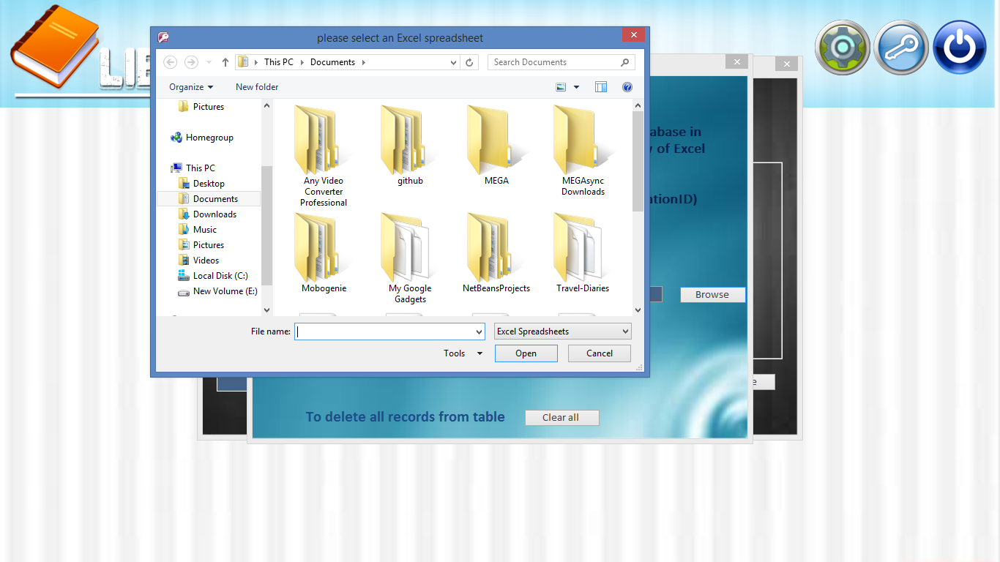 please select an Excel spreadsheet
This PC
Documents
Search Documents
Organize
New folder
Pictures
Homegroup
This PC
Desktop
Documents
Downloads
Music
Pictures
Videos
Local Disk (C:)
New Volume (E:)
Any Video
Converter
Professional
github
MEGA
MEGAsync
Downloads
Mobogenie
My Google
Gadgets
NetBeansProjects
Travel-Diaries
File name:
Excel Spreadsheets
Tools
Open
Cancel
in
of Excel
Browse
To delete all records from table
Clear all